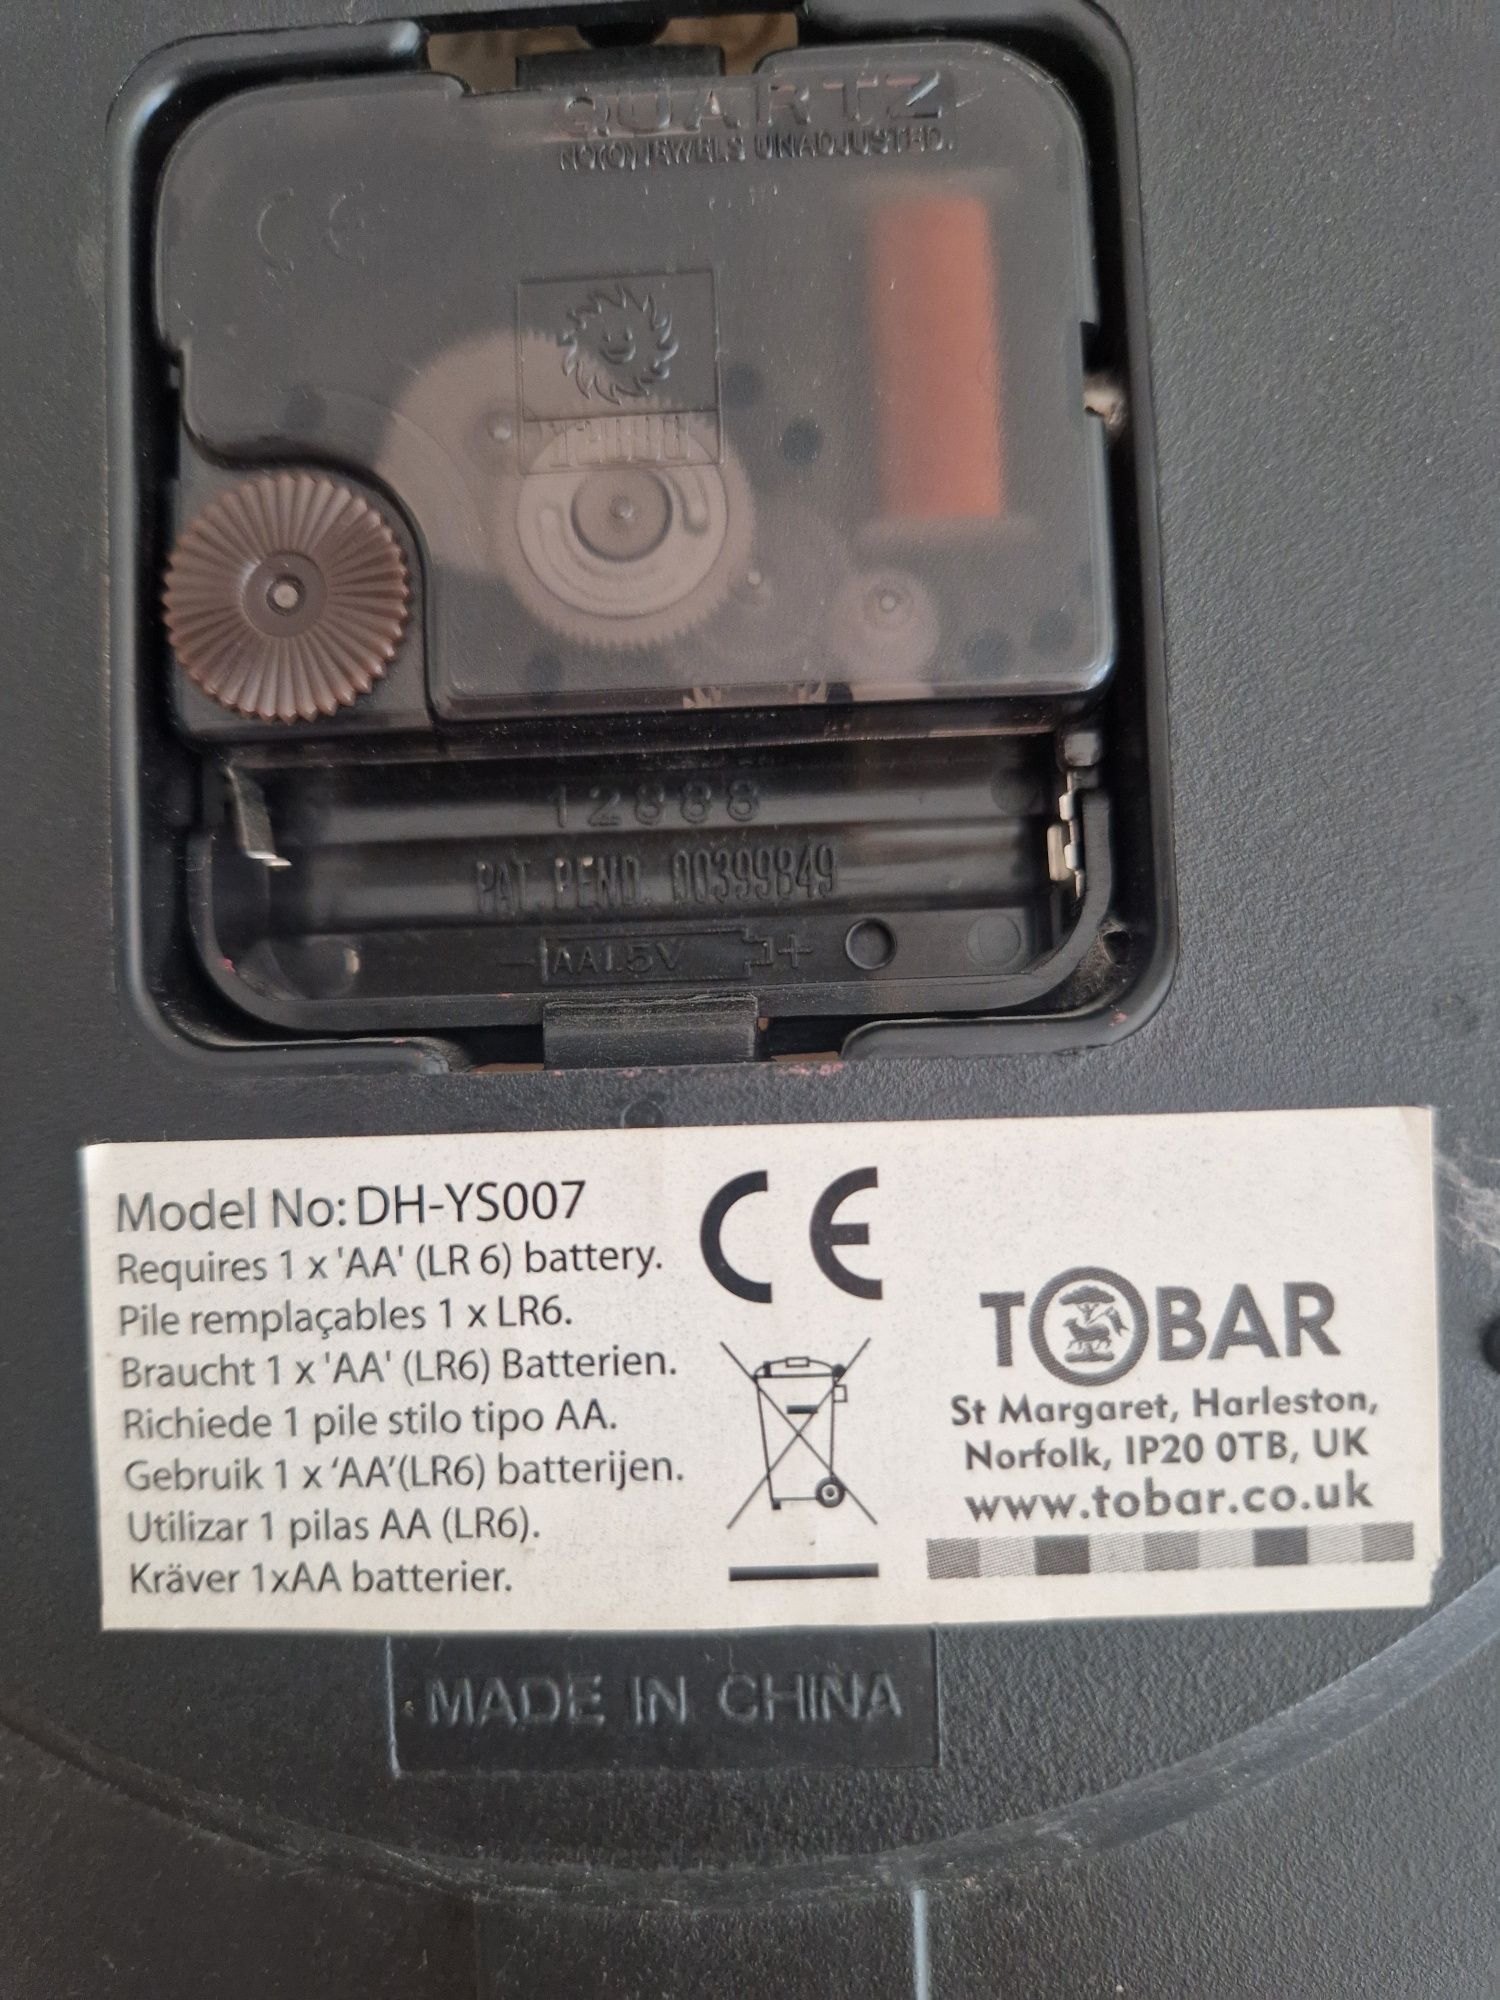 QUARTZ
NO (0) JEWELS UNADJUSTED.
CE
12888
PAT. PEND. 00399849
- AA1.5V +
Model No: DH-YS007
Requires 1 x 'AA' (LR 6) battery.
Pile remplaçables 1 x LR6.
Braucht 1 x 'AA' (LR6) Batterien.
Richiede 1 pile stilo tipo AA.
Gebruik 1 x ‘AA’(LR6) batterijen.
Utilizar 1 pilas AA (LR6).
Kräver 1xAA batterier.
CE
TOBAR
St Margaret, Harleston,
Norfolk, IP20 0TB, UK
www.tobar.co.uk
MADE IN CHINA